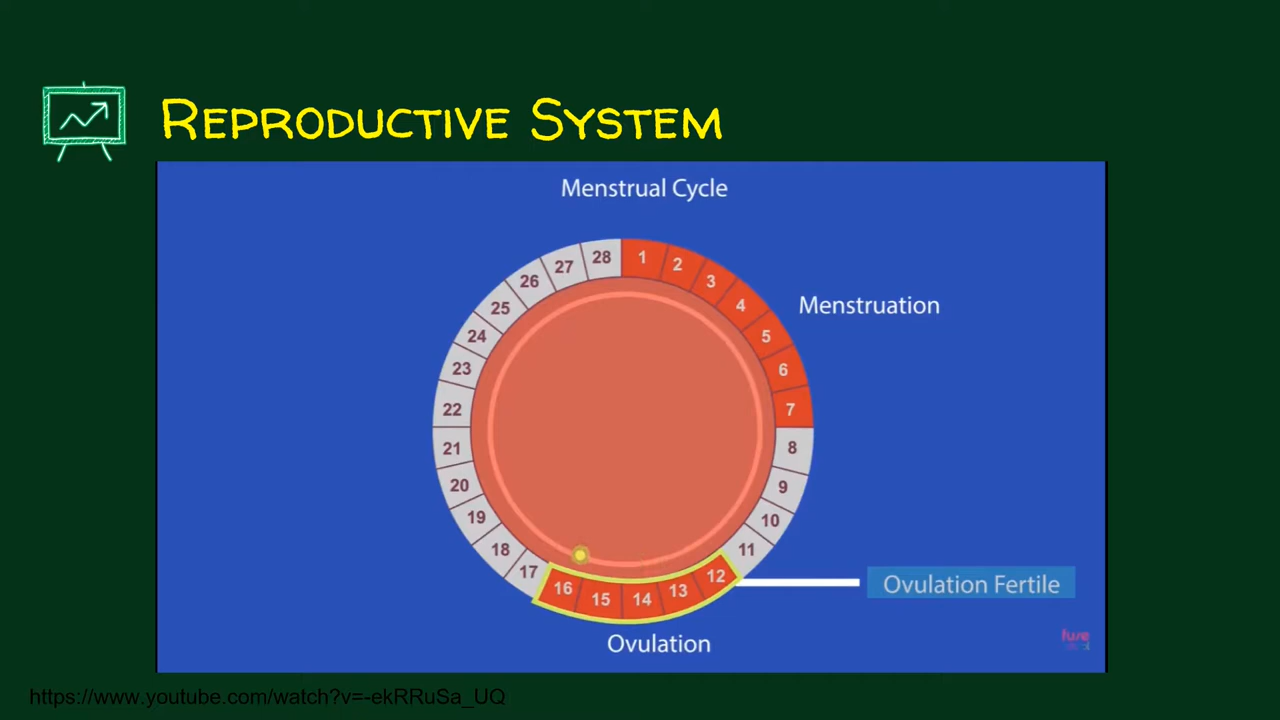 REPRODUCTIVE SYSTEM
Menstrual Cycle
28 1 2 3 4 5 6 7 8 9 10 11 12 13 14 15 16 17 18 19 20 21 22 23 24 25 26 27
Menstruation
Ovulation Fertile
Ovulation
fuse
https://www.youtube.com/watch?v=-ekRRuSa_UQ